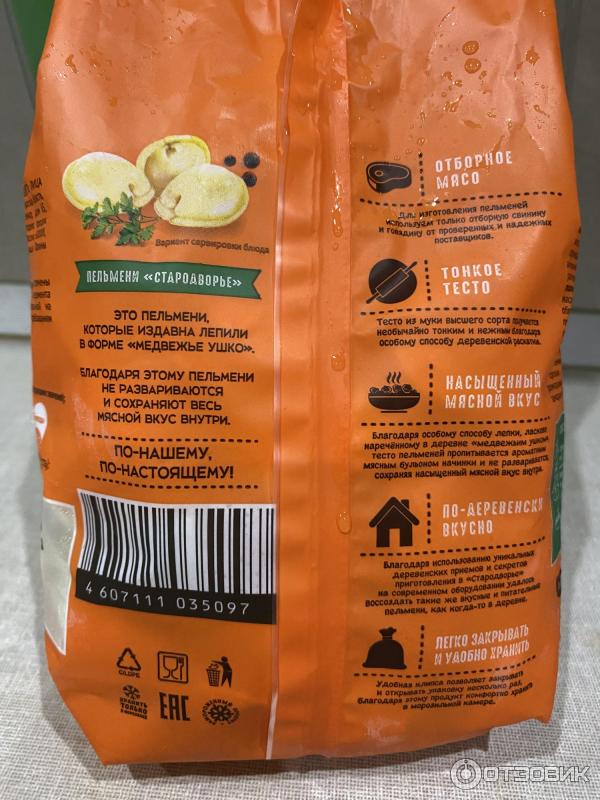 Вариант сервировки блюда
ПЕЛЬМЕНИ «СТАРОДВОРЬЕ»
ЭТО ПЕЛЬМЕНИ,
КОТОРЫЕ ИЗДАВНА ЛЕПИЛИ
В ФОРМЕ «МЕДВЕЖЬЕ УШКО».
БЛАГОДАРЯ ЭТОМУ ПЕЛЬМЕНИ
НЕ РАЗВАРИВАЮТСЯ
И СОХРАНЯЮТ ВЕСЬ
МЯСНОЙ ВКУС ВНУТРИ.
ПО-НАШЕМУ,
ПО-НАСТОЯЩЕМУ!
4 607111 035097
C/LDPE
ХРАНИТЬ
ТОЛЬКО
EAC
ОТБОРНОЕ
МЯСО
Для изготовления пельменей
используем только отборную свинину
и говядину от проверенных и надежных
поставщиков.
ТОНКОЕ
ТЕСТО
Тесто из муки высшего сорта получается
необычайно тонким и нежным благодаря
особому способу деревенской раскатки.
НАСЫЩЕННЫЙ
МЯСНОЙ ВКУС
Благодаря особому способу лепки, ласково
наречённому в деревне «медвежьим ушком»,
тесто пельменей пропитывается ароматным
мясным бульоном начинки и не разваривается,
сохраняя насыщенный мясной вкус внутри.
ПО-ДЕРЕВЕНСКИ
ВКУСНО
Благодаря использованию уникальных
деревенских приемов и секретов
приготовления в «Стародворье»
на современном оборудовании удалось
воссоздать такие же вкусные и питательные
пельмени, как когда-то в деревне.
ЛЕГКО ЗАКРЫВАТЬ
И УДОБНО ХРАНИТЬ
Удобная клипса позволяет закрывать
и открывать упаковку несколько раз,
благодаря этому продукт комфортно хранить
в морозильной камере.
ОТЗОВИК